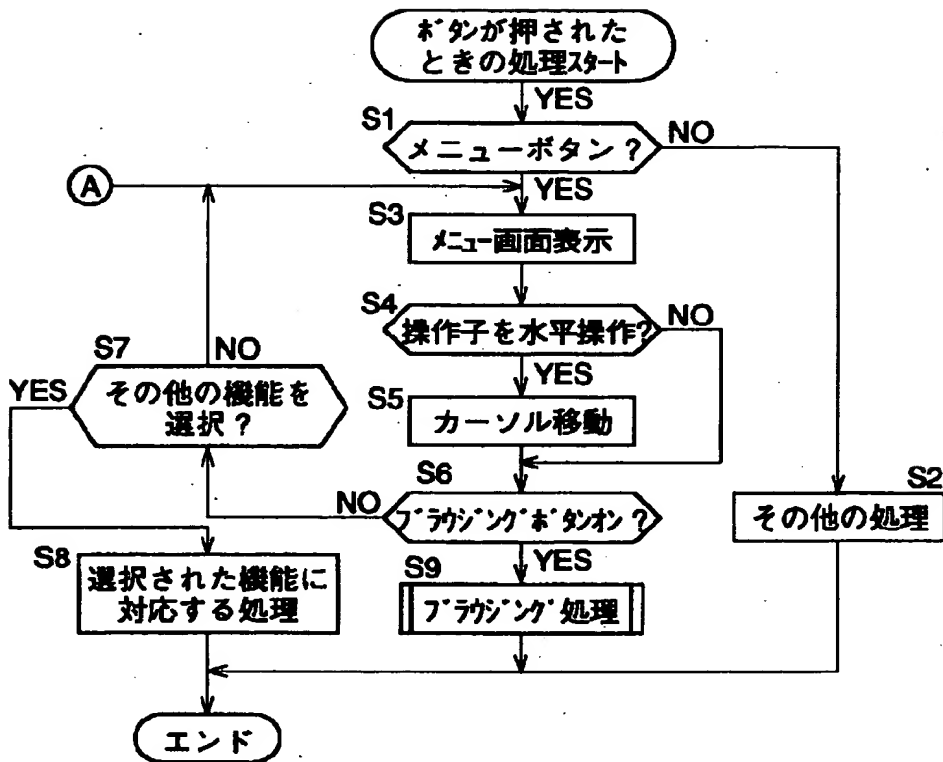 ボタンが押された
ときの処理スタート
YES
S1
メニューボタン？
NO
YES
A
S3
メニュー画面表示
S4
操作子を水平操作？
NO
YES
S5
カーソル移動
S7
NO
YES
その他の機能を
選択？
S6
ブラウジングボタンオン？
NO
YES
S2
その他の処理
S8
選択された機能に
対応する処理
S9
ブラウジング処理
エンド